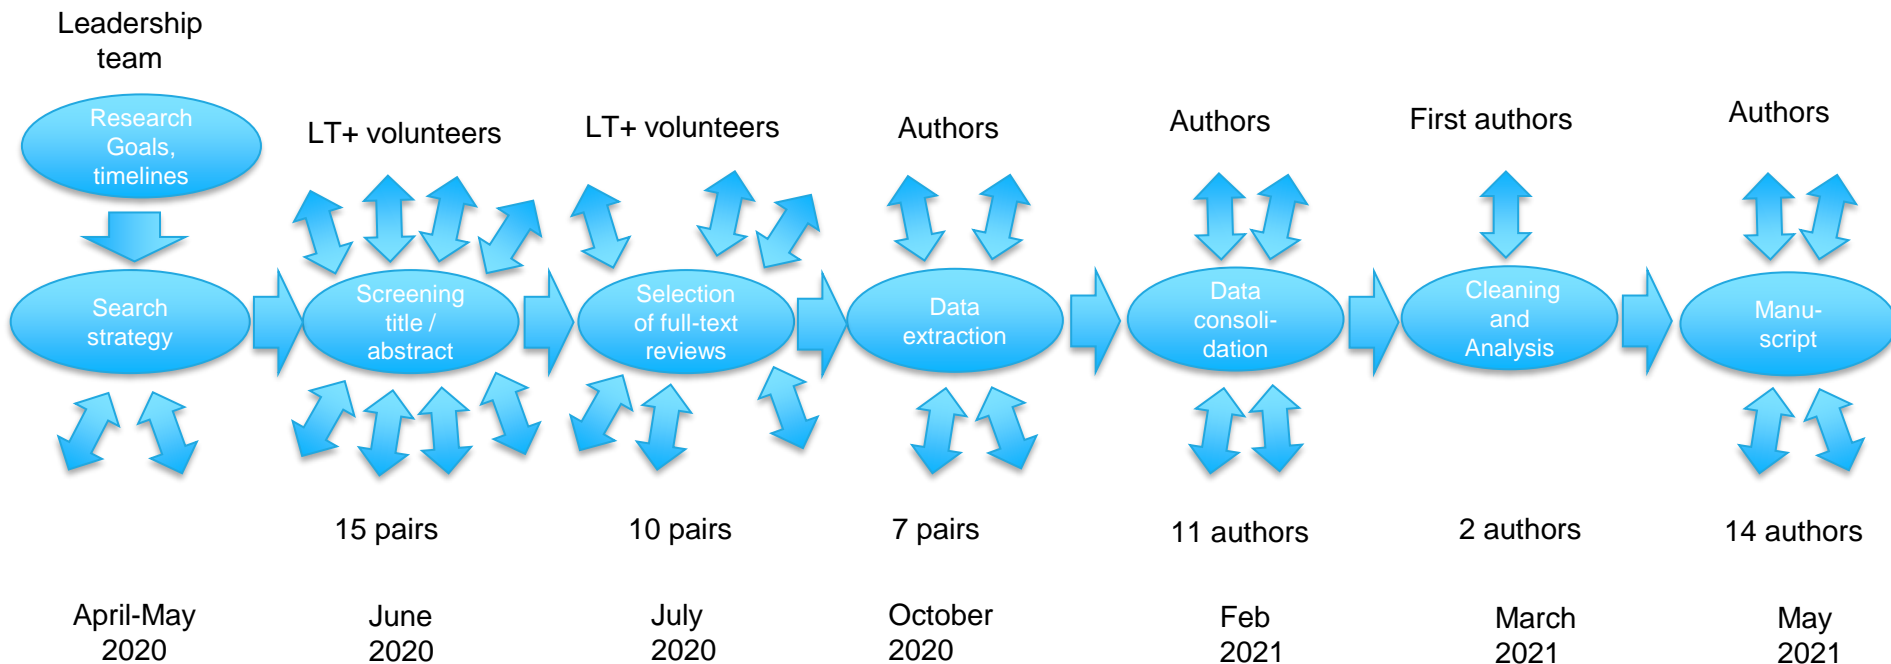 Leadership
team
Research
Goals,
timelines
LT+ volunteers
LT+ volunteers
Authors
Authors
First authors
Authors
Search
strategy
Screening
title /
abstract
Selection
of full-text
reviews
Data
extraction
Data
consoli-
dation
Cleaning
and
Analysis
Manu-
script
15 pairs
10 pairs
7 pairs
11 authors
2 authors
14 authors
April-May
2020
June
2020
July
2020
October
2020
Feb
2021
March
2021
May
2021